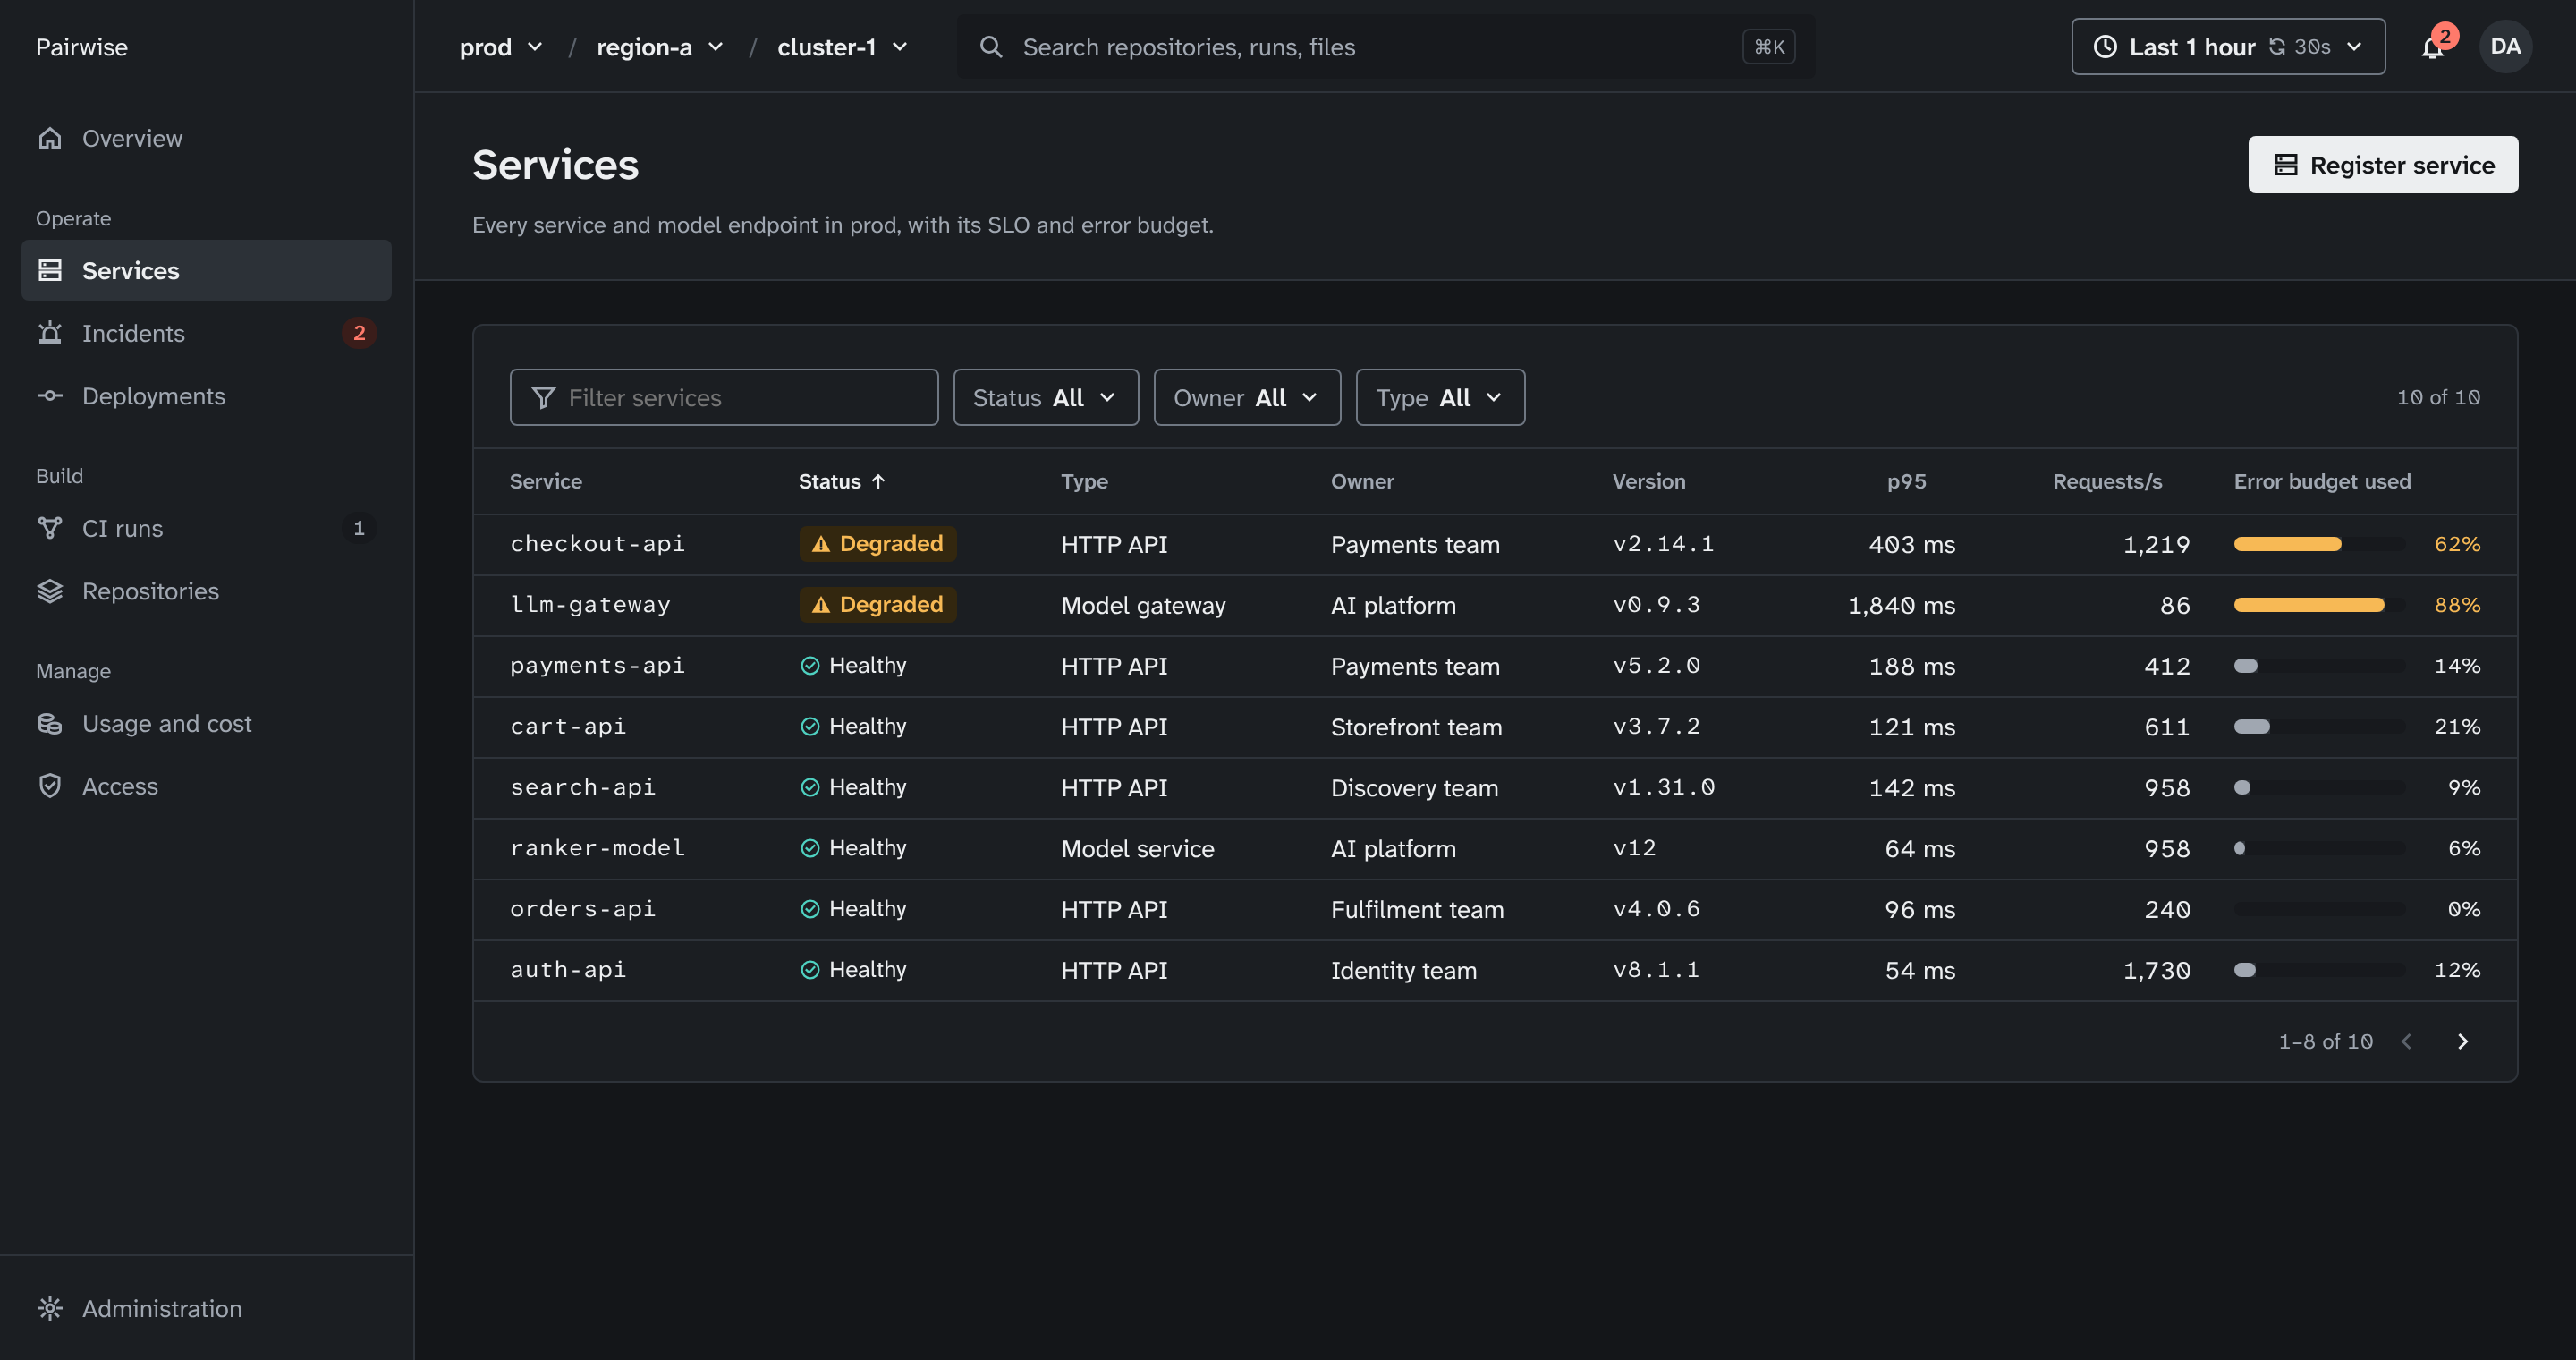 Pairwise
prod / region-a / cluster-1
Search repositories, runs, files ⌘K
Last 1 hour 30s
2
DA
Overview
Operate
Services
Incidents 2
Deployments
Build
CI runs 1
Repositories
Manage
Usage and cost
Access
Administration
Services
Register service
Every service and model endpoint in prod, with its SLO and error budget.
Filter services Status All Owner All Type All 10 of 10
Service Status ↑ Type Owner Version p95 Requests/s Error budget used
checkout-api Degraded HTTP API Payments team v2.14.1 403 ms 1,219 62%
llm-gateway Degraded Model gateway AI platform v0.9.3 1,840 ms 86 88%
payments-api Healthy HTTP API Payments team v5.2.0 188 ms 412 14%
cart-api Healthy HTTP API Storefront team v3.7.2 121 ms 611 21%
search-api Healthy HTTP API Discovery team v1.31.0 142 ms 958 9%
ranker-model Healthy Model service AI platform v12 64 ms 958 6%
orders-api Healthy HTTP API Fulfilment team v4.0.6 96 ms 240 0%
auth-api Healthy HTTP API Identity team v8.1.1 54 ms 1,730 12%
1–8 of 10